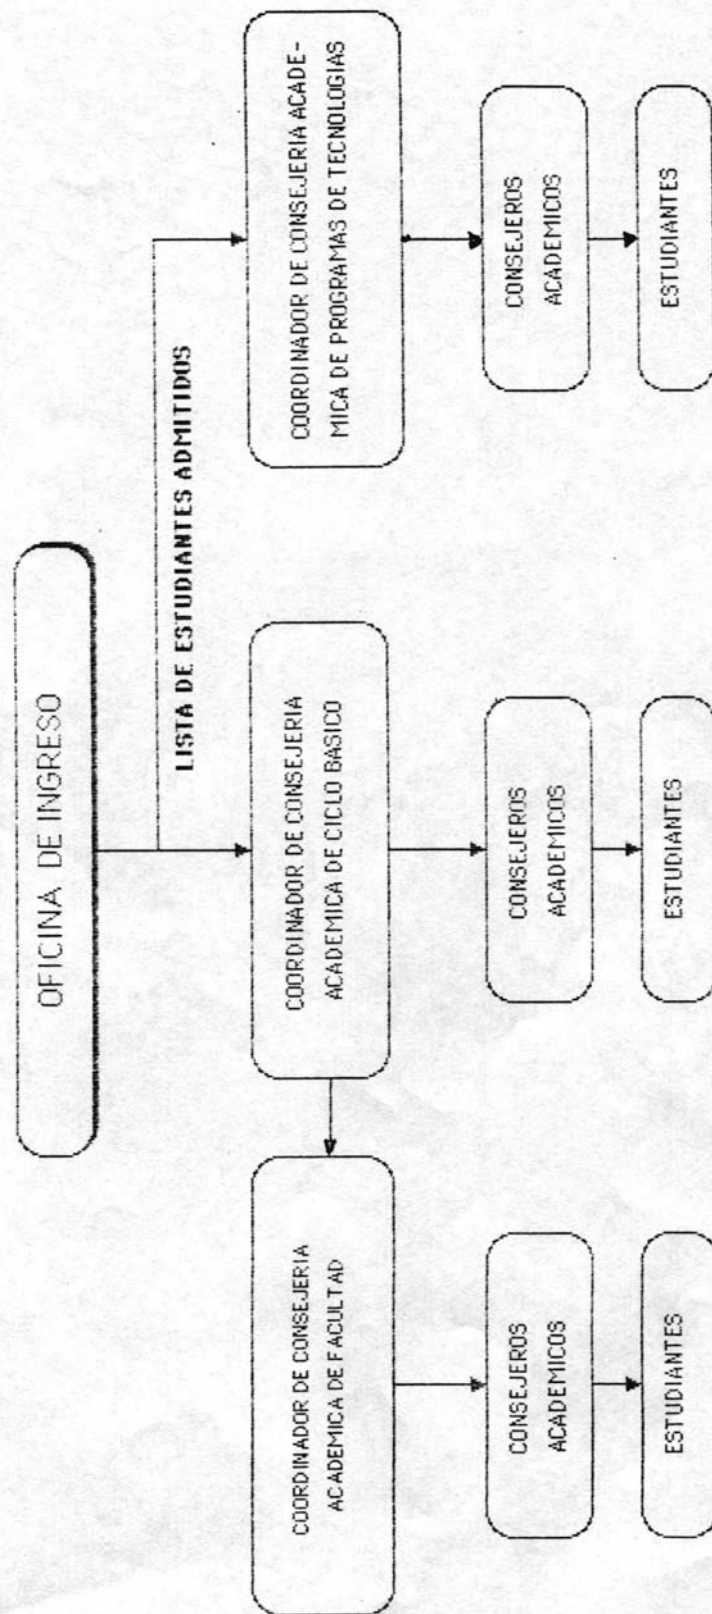 OFICINA DE INGRESO
LISTA DE ESTUDIANTES ADMITIDOS
COORDINADOR DE CONSEJERIA
ACADEMICA DE FACULTAD
COORDINADOR DE CONSEJERIA
ACADEMICA DE CICLO BASICO
COORDINADOR DE CONSEJERIA ACADE-
MICA DE PROGRAMAS DE TECNOLOGIAS
CONSEJEROS
ACADEMICOS
CONSEJEROS
ACADEMICOS
CONSEJEROS
ACADEMICOS
ESTUDIANTES
ESTUDIANTES
ESTUDIANTES